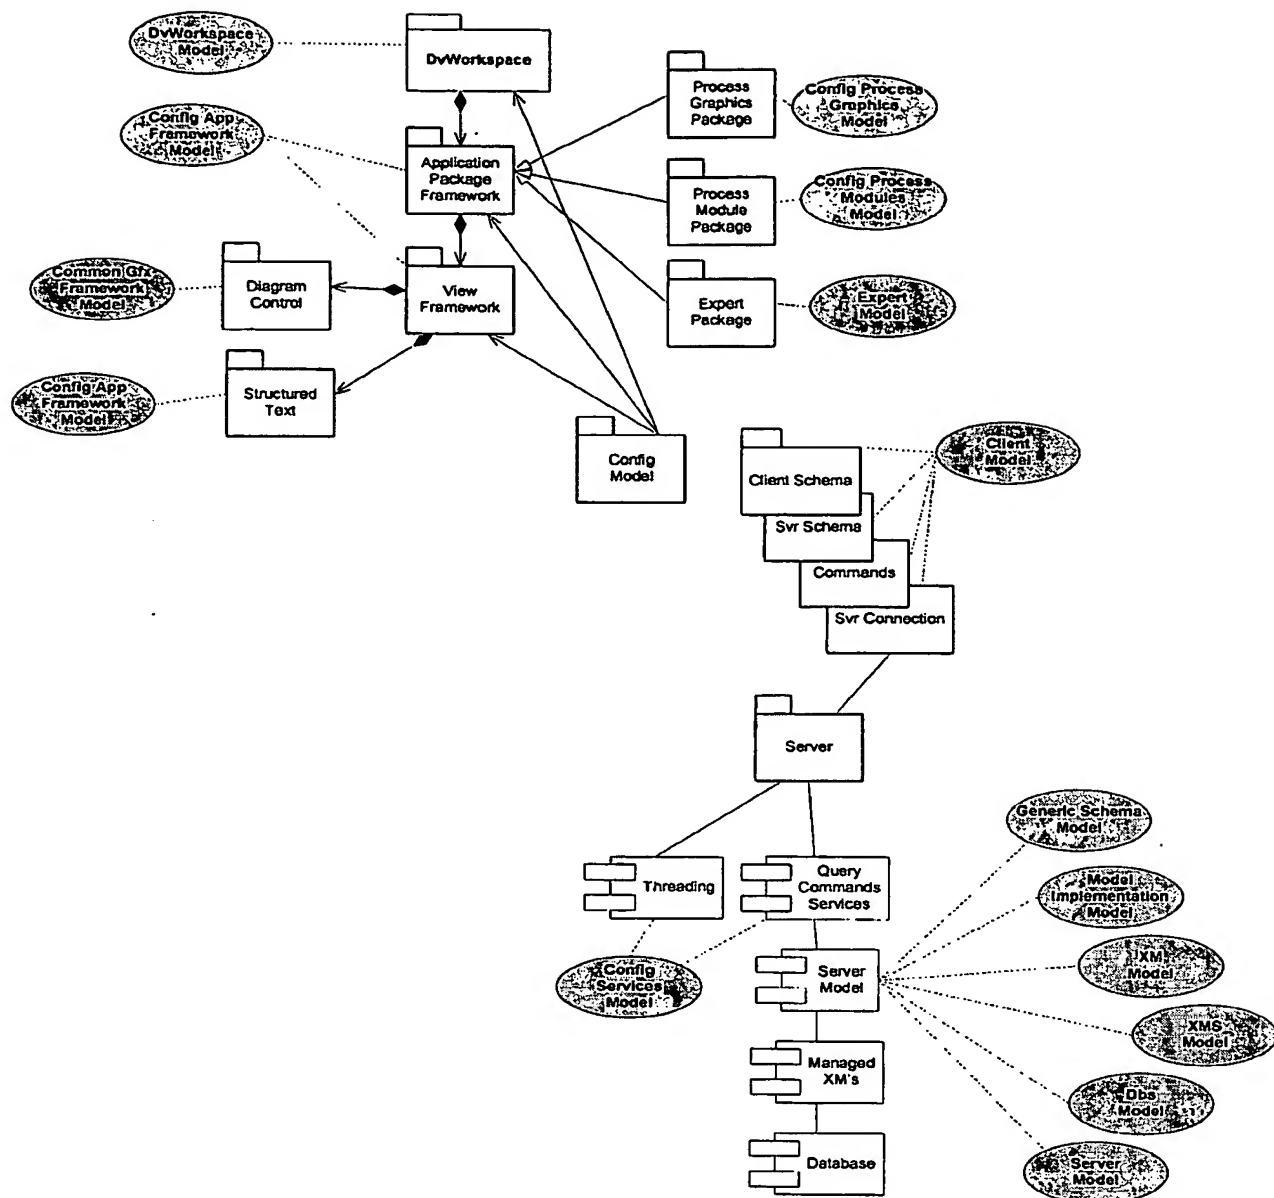 DvWorkspace
Model
DvWorkspace
Process
Graphics
Package
Config Process
Graphics
Model
Config App
Framework
Model
Application
Package
Framework
Process
Module
Package
Config Process
Modules
Model
Common Gfx
Framework
Model
Diagram
Control
View
Framework
Expert
Package
Expert
Model
Config App
Framework
Model
Structured
Text
Config
Model
Client Schema
Client
Model
Svr Schema
Commands
Svr Connection
Server
Generic Schema
Model
Threading
Query
Commands
Services
Model
Implementation
Model
Config
Services
Model
Server
Model
XM
Model
XMS
Model
Managed
XM's
Dbs
Model
Database
Server
Model